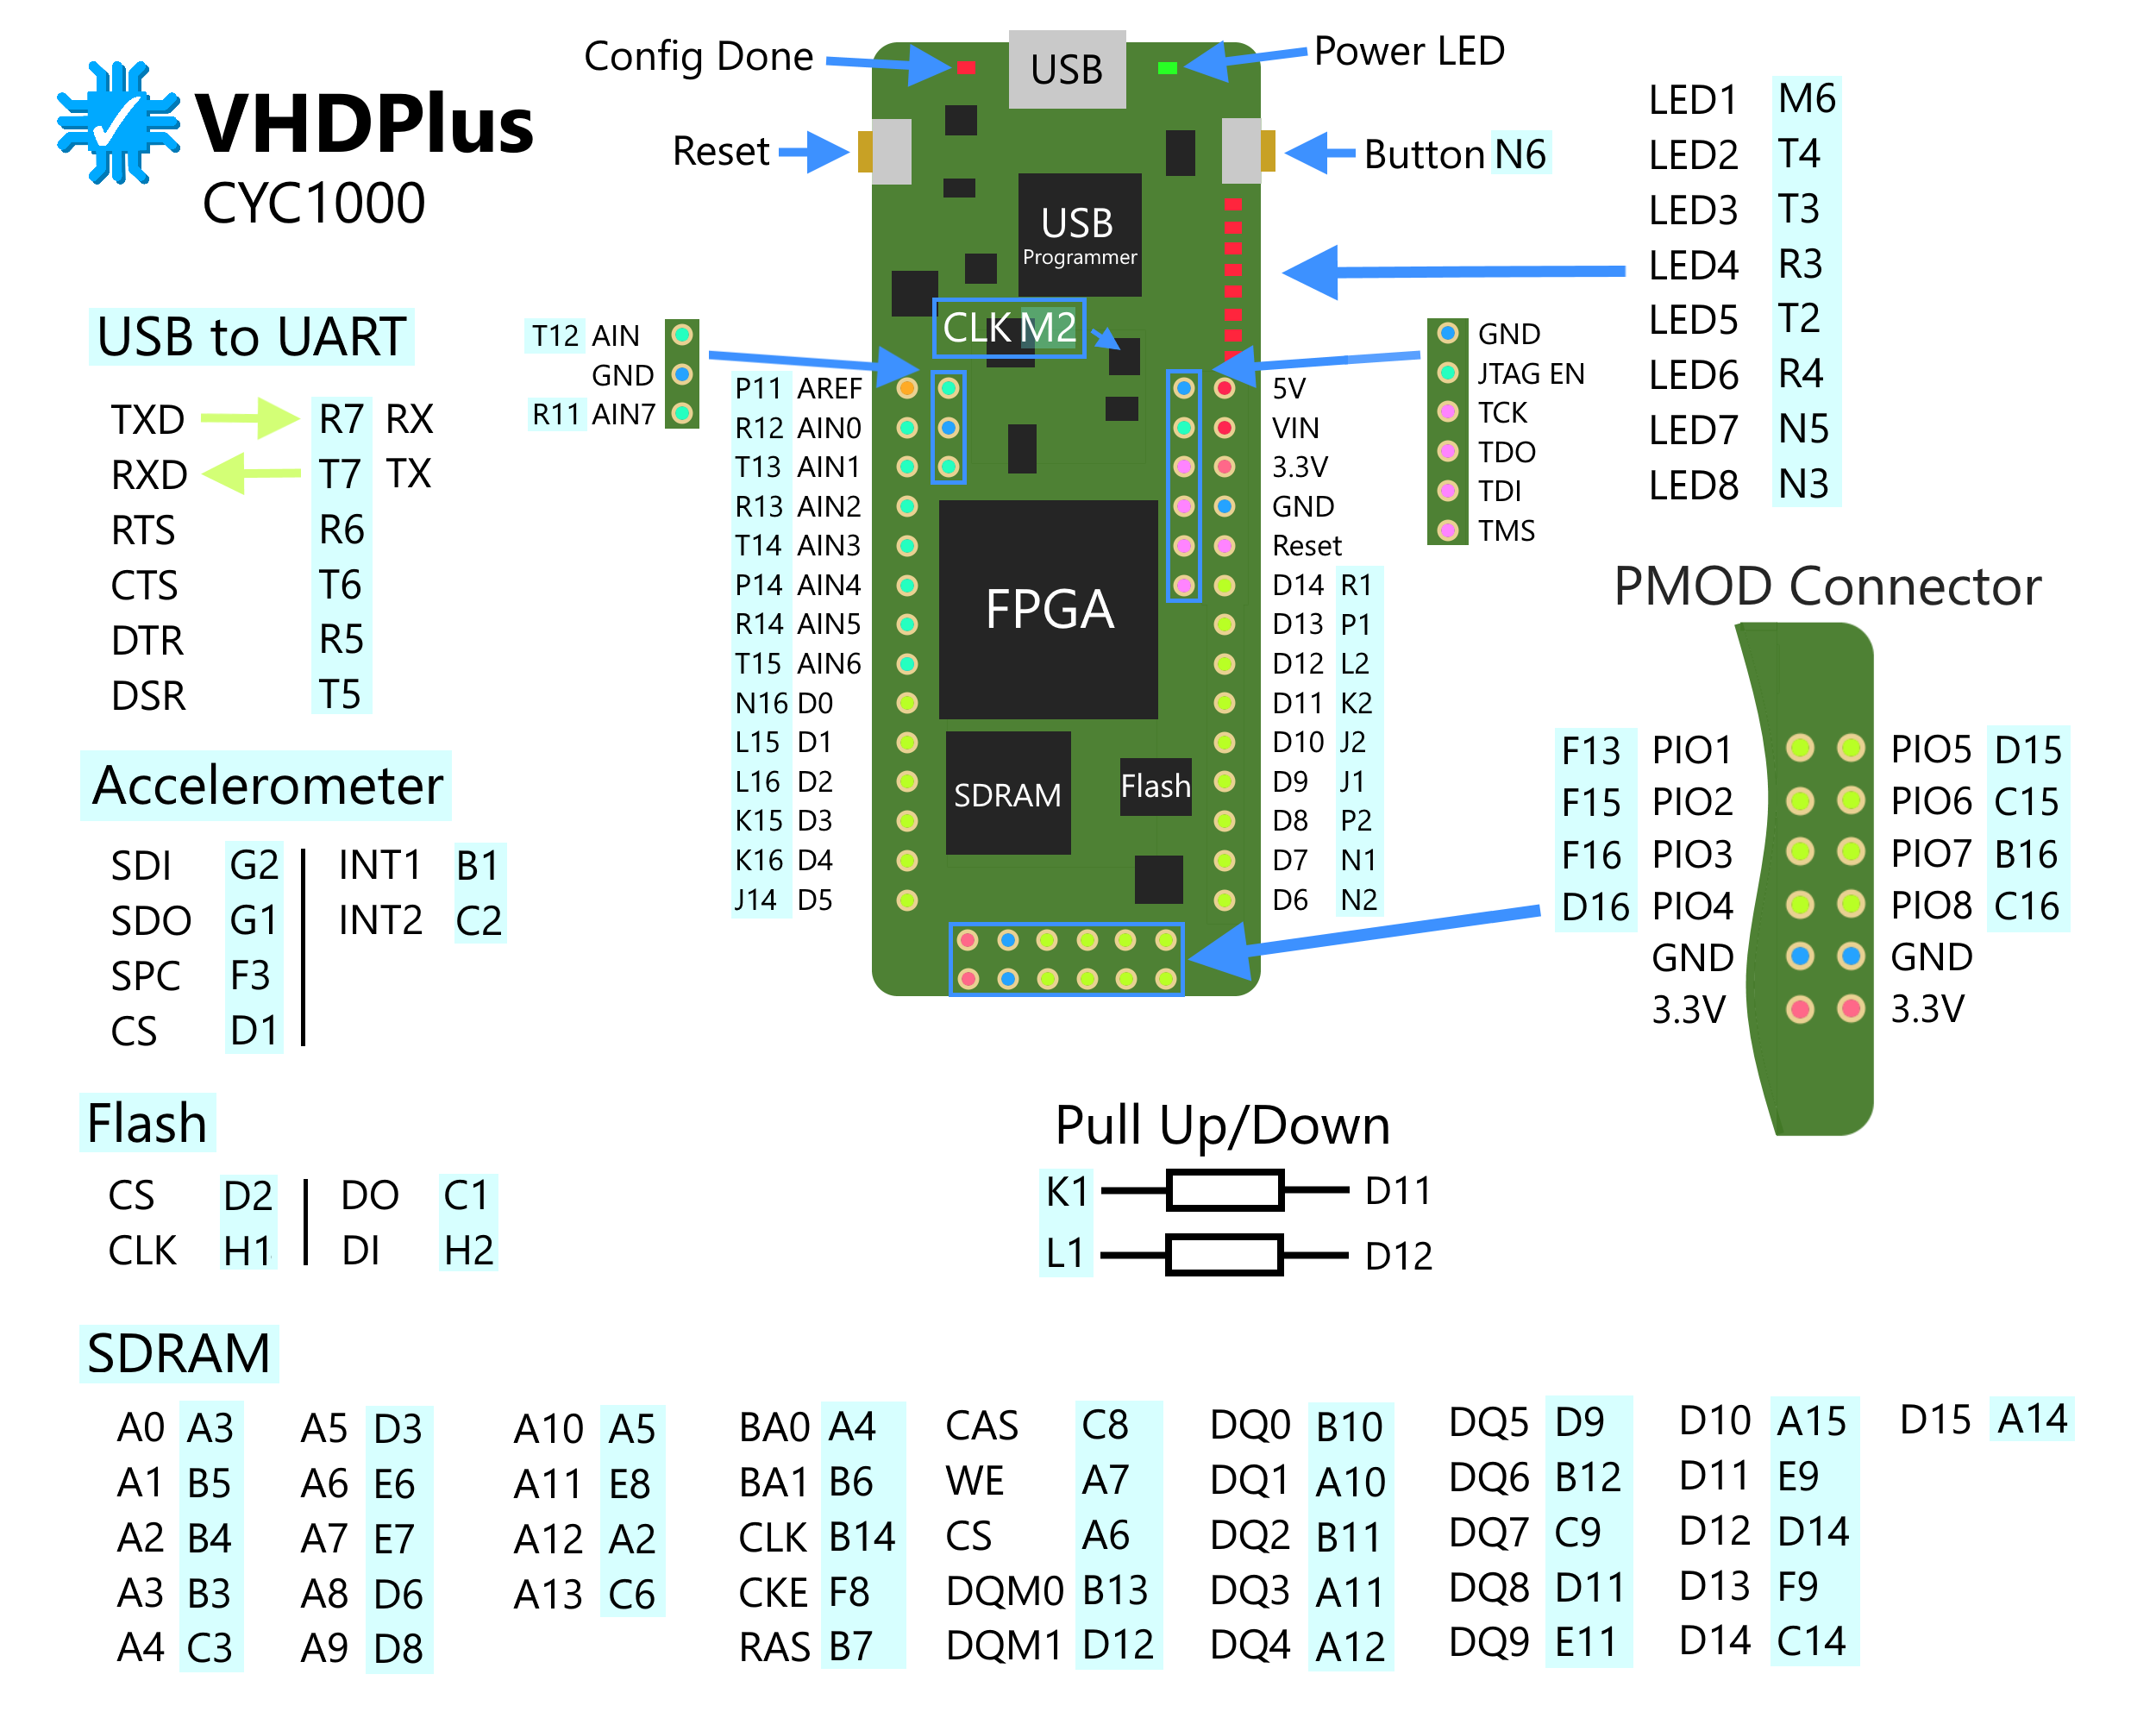 VHDPlus
CYC1000
Config Done
USB
Power LED
Reset
Button N6
USB
Programmer
CLK M2
LED1 M6
LED2 T4
LED3 T3
LED4 R3
LED5 T2
LED6 R4
LED7 N5
LED8 N3
USB to UART
TXD R7 RX
RXD T7 TX
RTS R6
CTS T6
DTR R5
DSR T5
T12 AIN
GND
R11 AIN7
P11 AREF
R12 AIN0
T13 AIN1
R13 AIN2
T14 AIN3
P14 AIN4
R14 AIN5
T15 AIN6
N16 D0
L15 D1
L16 D2
K15 D3
K16 D4
J14 D5
FPGA
SDRAM
Flash
5V
VIN
3.3V
GND
Reset
D14 R1
D13 P1
D12 L2
D11 K2
D10 J2
D9 J1
D8 P2
D7 N1
D6 N2
GND
JTAG EN
TCK
TDO
TDI
TMS
PMOD Connector
F13 PIO1 PIO5 D15
F15 PIO2 PIO6 C15
F16 PIO3 PIO7 B16
D16 PIO4 PIO8 C16
GND GND
3.3V 3.3V
Accelerometer
SDI G2 INT1 B1
SDO G1 INT2 C2
SPC F3
CS D1
Flash
CS D2 DO C1
CLK H1 DI H2
Pull Up/Down
K1 D11
L1 D12
SDRAM
A0 A3 A5 D3 A10 A5 BA0 A4 CAS C8 DQ0 B10 DQ5 D9 D10 A15 D15 A14
A1 B5 A6 E6 A11 E8 BA1 B6 WE A7 DQ1 A10 DQ6 B12 D11 E9
A2 B4 A7 E7 A12 A2 CLK B14 CS A6 DQ2 B11 DQ7 C9 D12 D14
A3 B3 A8 D6 A13 C6 CKE F8 DQM0 B13 DQ3 A11 DQ8 D11 D13 F9
A4 C3 A9 D8 RAS B7 DQM1 D12 DQ4 A12 DQ9 E11 D14 C14